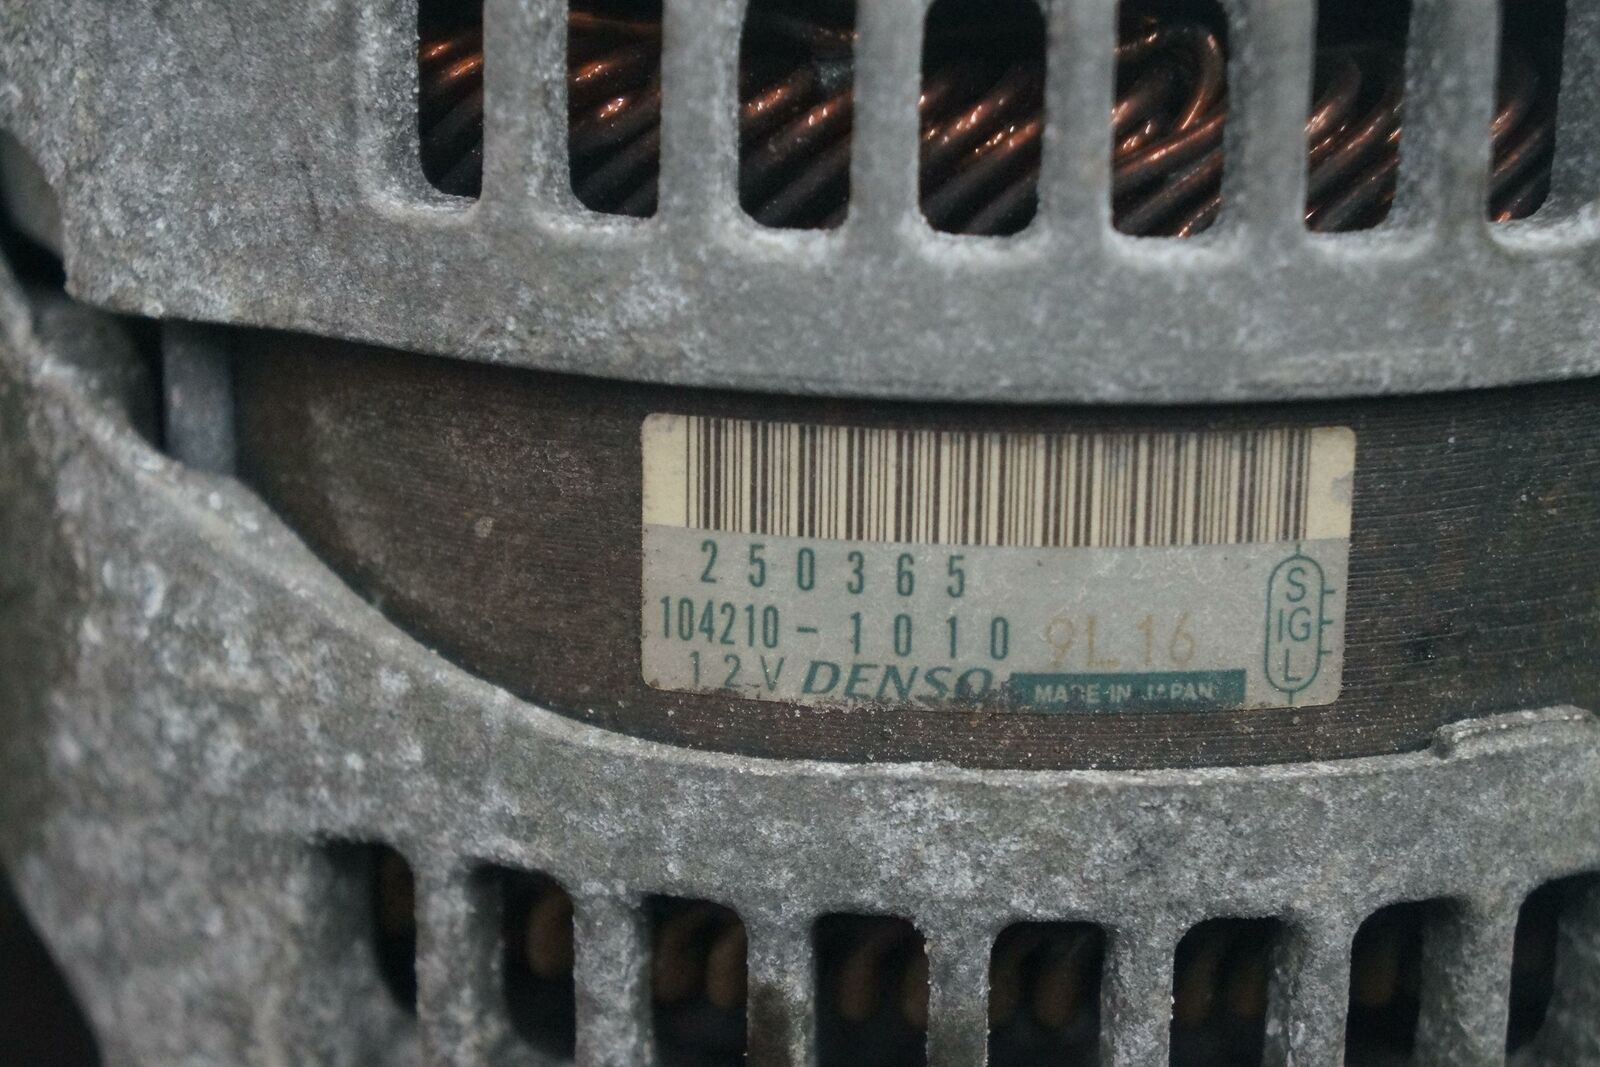 250365
104210-1010 9L16
12V DENSO MADE IN JAPAN
S
IG
L